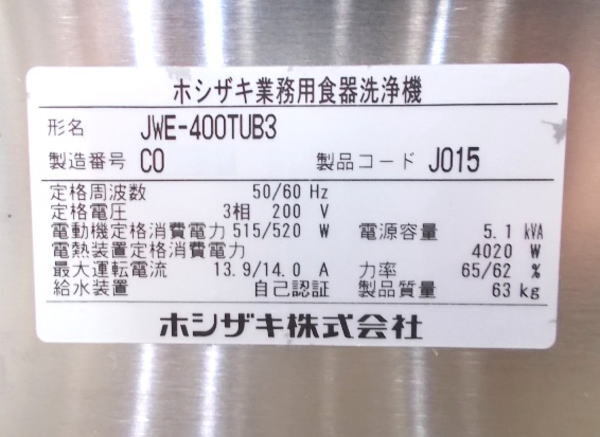 ホシザキ業務用食器洗浄機
形名 JWE-400TUB3
製造番号 C0 製品コード J015
定格周波数 50/60 Hz
定格電圧 3相 200 V
電動機定格消費電力 515/520 W 電源容量 5.1 kVA
電熱装置定格消費電力 4020 W
最大運転電流 13.9/14.0 A 力率 65/62 %
給水装置 自己認証 製品質量 63 kg
ホシザキ株式会社